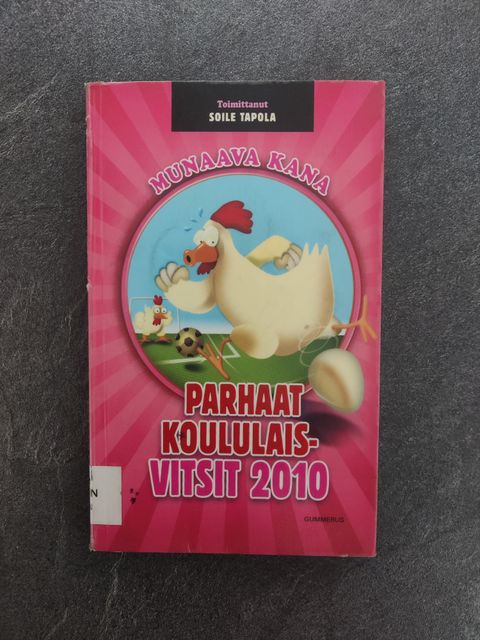 Toimittanut
SOILE TAPOLA
MUNAAVA KANA
PARHAAT
KOULULAIS-
VITSIT 2010
N
GUMMERUS